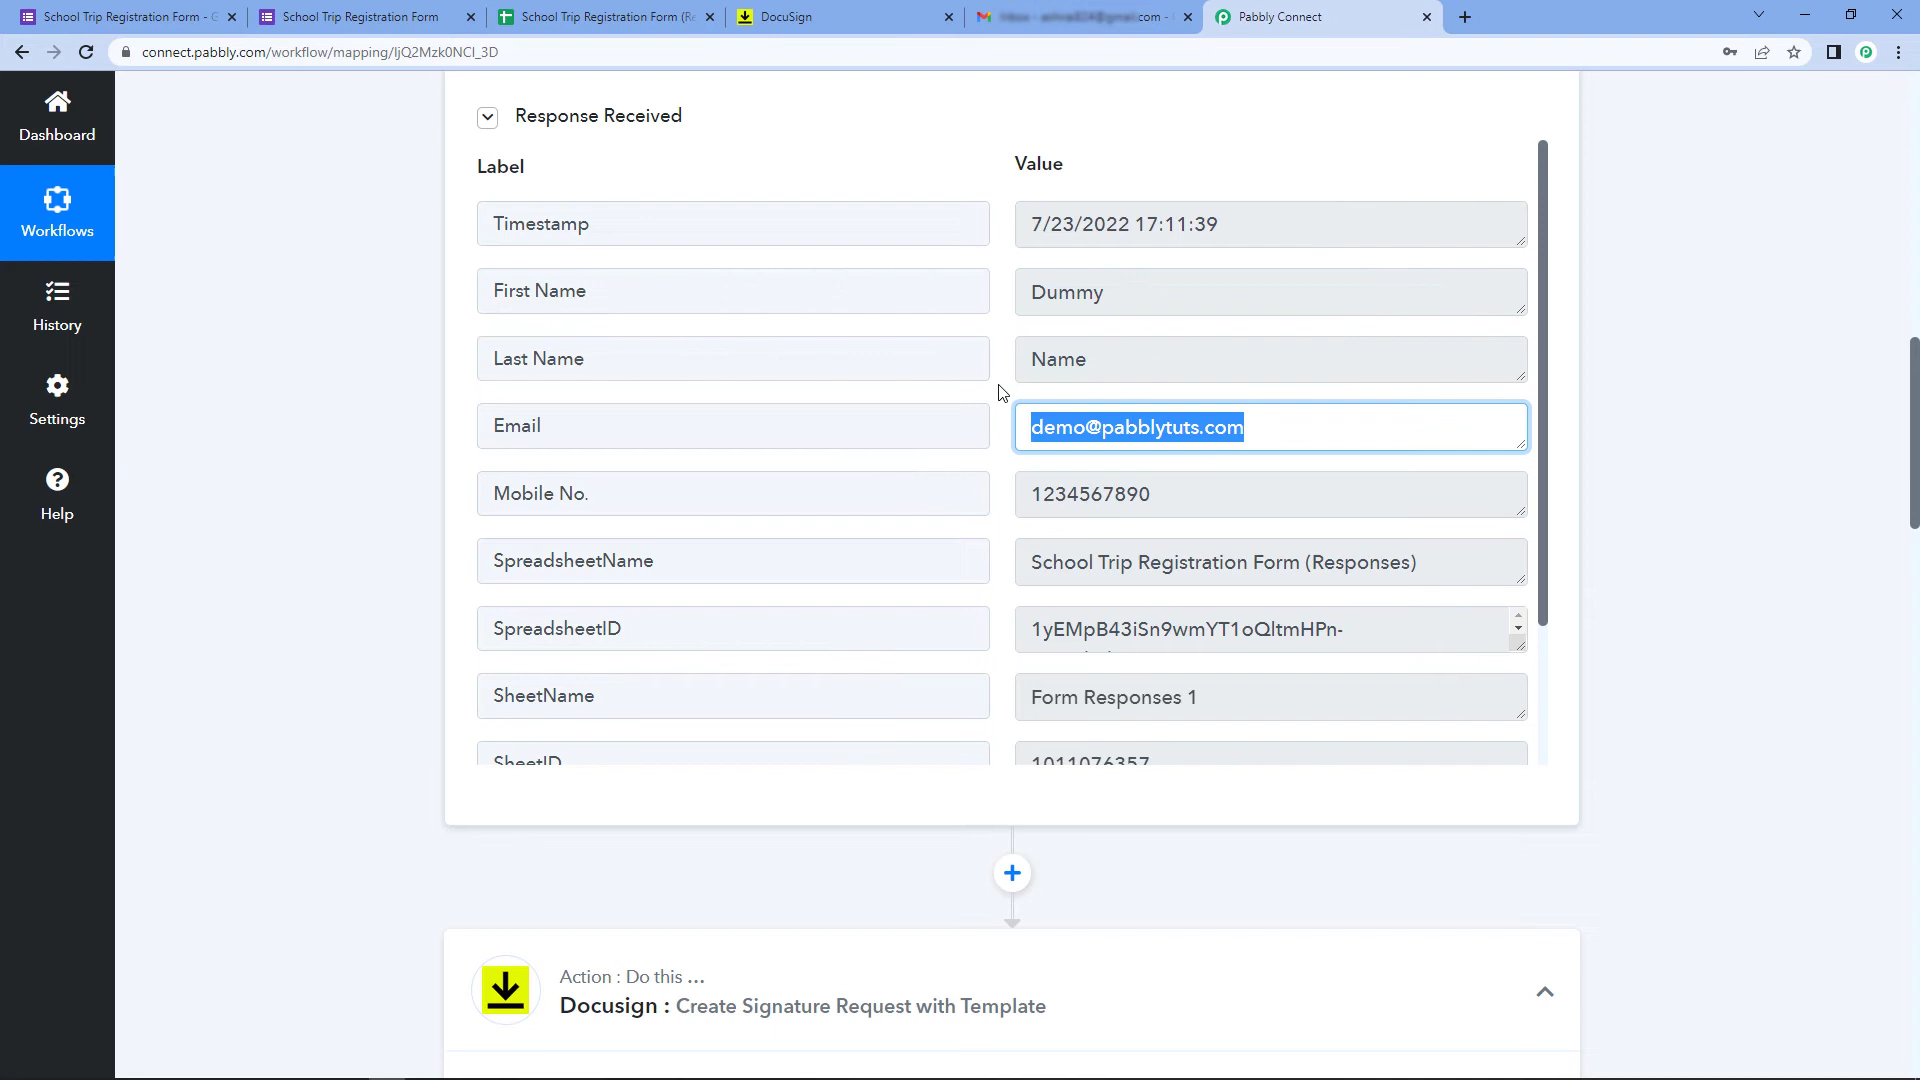 School Trip Registration Form - G
School Trip Registration Form
School Trip Registration Form (Re
DocuSign
Inbox -
com -
Pabbly Connect
connect.pabbly.com/workflow/mapping/IjQ2Mzk0NCI_3D
Dashboard
Workflows
History
Settings
Help
Response Received
Label
Value
Timestamp
7/23/2022 17:11:39
First Name
Dummy
Last Name
Name
Email
demo@pabblytuts.com
Mobile No.
1234567890
SpreadsheetName
School Trip Registration Form (Responses)
SpreadsheetID
1yEMpB43iSn9wmYT1oQltmHPn-
SheetName
Form Responses 1
SheetID
1011076357
Action : Do this ...
Docusign : Create Signature Request with Template